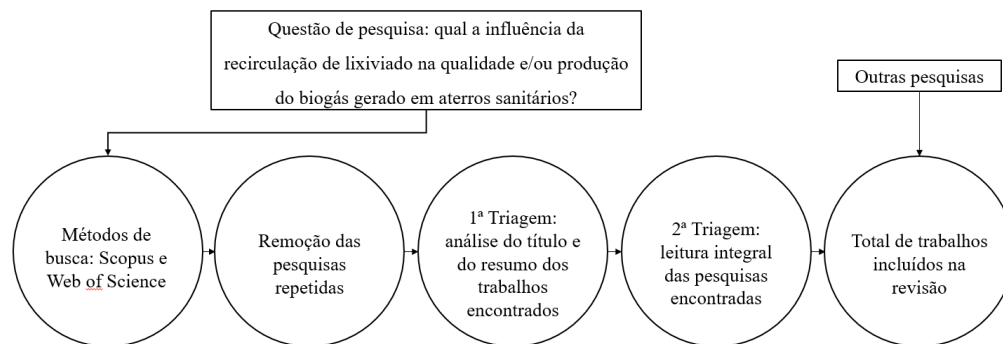 Questão de pesquisa: qual a influência da
recirculação de lixiviado na qualidade e/ou produção
do biogás gerado em aterros sanitários?
Outras pesquisas
Métodos de
busca: Scopus e
Web of Science
Remoção das
pesquisas
repetidas
1ª Triagem:
análise do título e
do resumo dos
trabalhos
encontrados
2ª Triagem:
leitura integral
das pesquisas
encontradas
Total de trabalhos
incluídos na
revisão